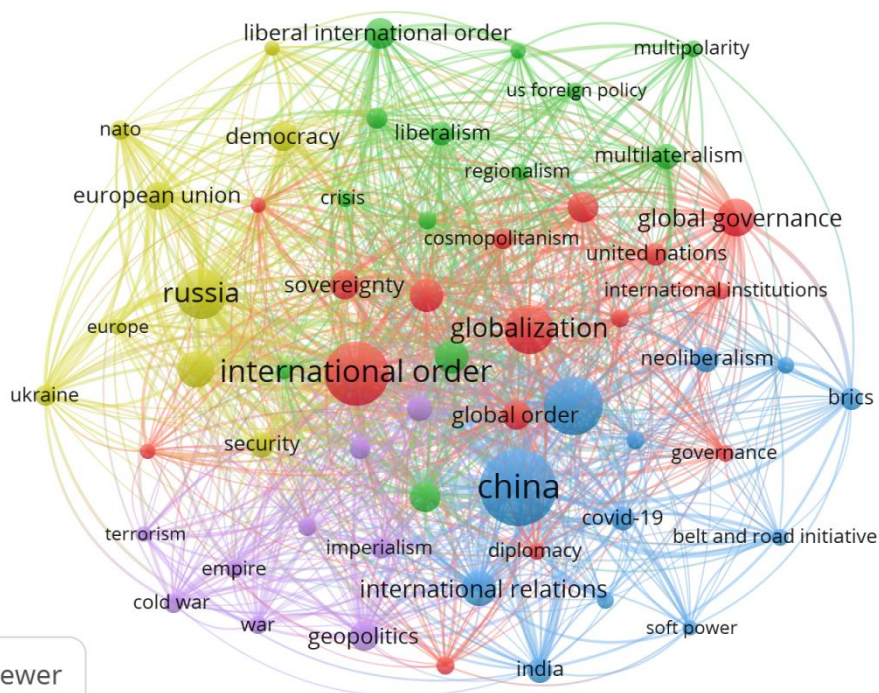 liberal international order
multipolarity
us foreign policy
nato
democracy
liberalism
multilateralism
regionalism
european union
crisis
global governance
cosmopolitanism
united nations
sovereignty
russia
international institutions
europe
globalization
neoliberalism
international order
ukraine
brics
global order
security
governance
china
covid-19
terrorism
belt and road initiative
imperialism
diplomacy
empire
international relations
cold war
war
soft power
geopolitics
india
ewer